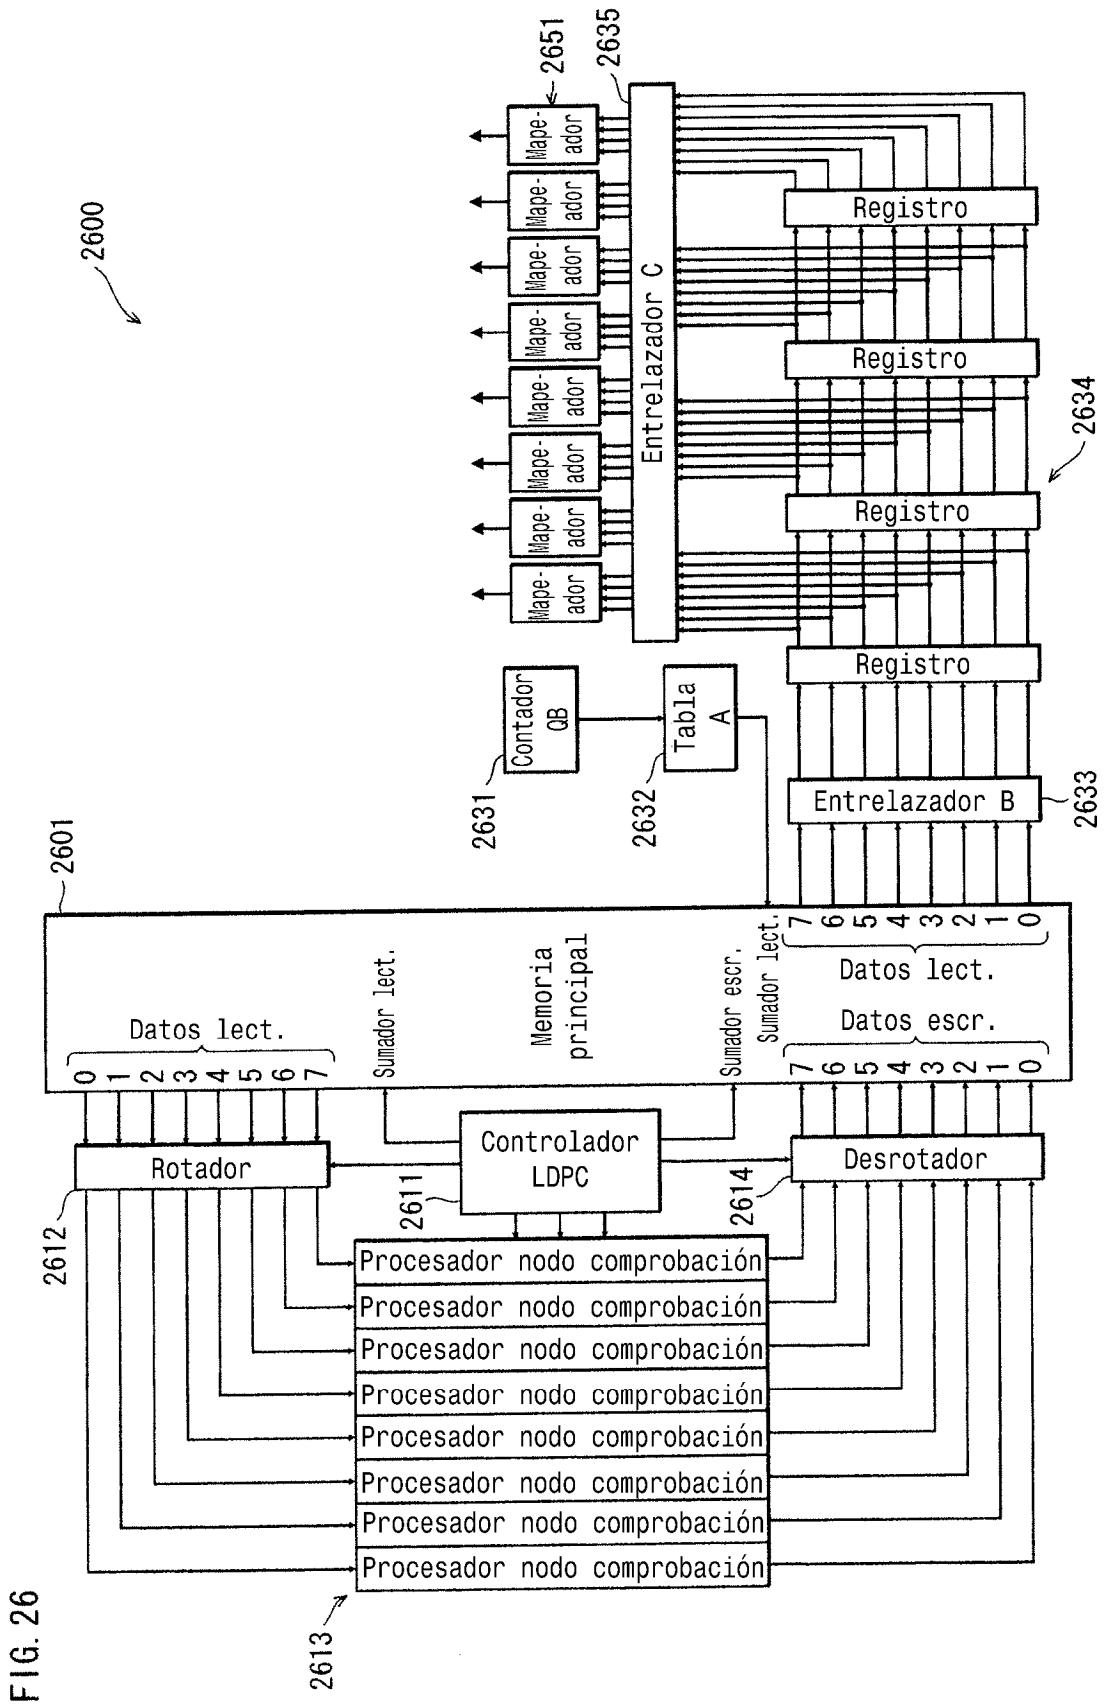 FIG. 26
2600
2613
Procesador nodo comprobación
Procesador nodo comprobación
Procesador nodo comprobación
Procesador nodo comprobación
Procesador nodo comprobación
Procesador nodo comprobación
Procesador nodo comprobación
Procesador nodo comprobación
2612
Rotador
2611
Controlador
LDPC
2614
Desrotador
2601
0
1
2
3
4
5
6
7
Datos lect.
Sumador lect.
Memoria
principal
Sumador escr.
Sumador lect.
7
6
5
4
3
2
1
0
Datos escr.
Datos lect.
7
6
5
4
3
2
1
0
2631
Contador
QB
2632
Tabla
A
Entrelazador B
2633
Registro
Registro
Registro
Registro
2634
Entrelazador C
2635
Mape-
ador
Mape-
ador
Mape-
ador
Mape-
ador
Mape-
ador
Mape-
ador
Mape-
ador
Mape-
ador
2651